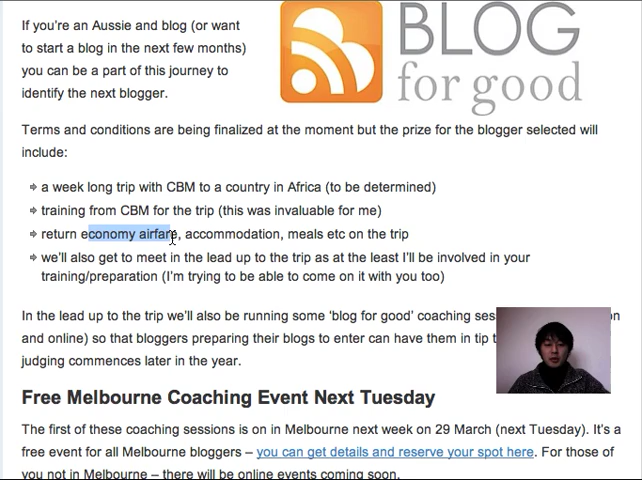 If you're an Aussie and blog (or want
to start a blog in the next few months)
you can be a part of this journey to
identify the next blogger.
BLOG
for good
Terms and conditions are being finalized at the moment but the prize for the blogger selected will
include:
a week long trip with CBM to a country in Africa (to be determined)
training from CBM for the trip (this was invaluable for me)
return economy airfare, accommodation, meals etc on the trip
we'll also get to meet in the lead up to the trip as at the least I'll be involved in your
training/preparation (I'm trying to be able to come on it with you too)
In the lead up to the trip we'll also be running some 'blog for good' coaching
and online) so that bloggers preparing their blogs to enter can have them in tip
judging commences later in the year.
Free Melbourne Coaching Event Next Tuesday
The first of these coaching sessions is on in Melbourne next week on 29 March (next Tuesday). It's a
free event for all Melbourne bloggers – you can get details and reserve your spot here. For those of
you not in Melbourne – there will be online events coming soon.